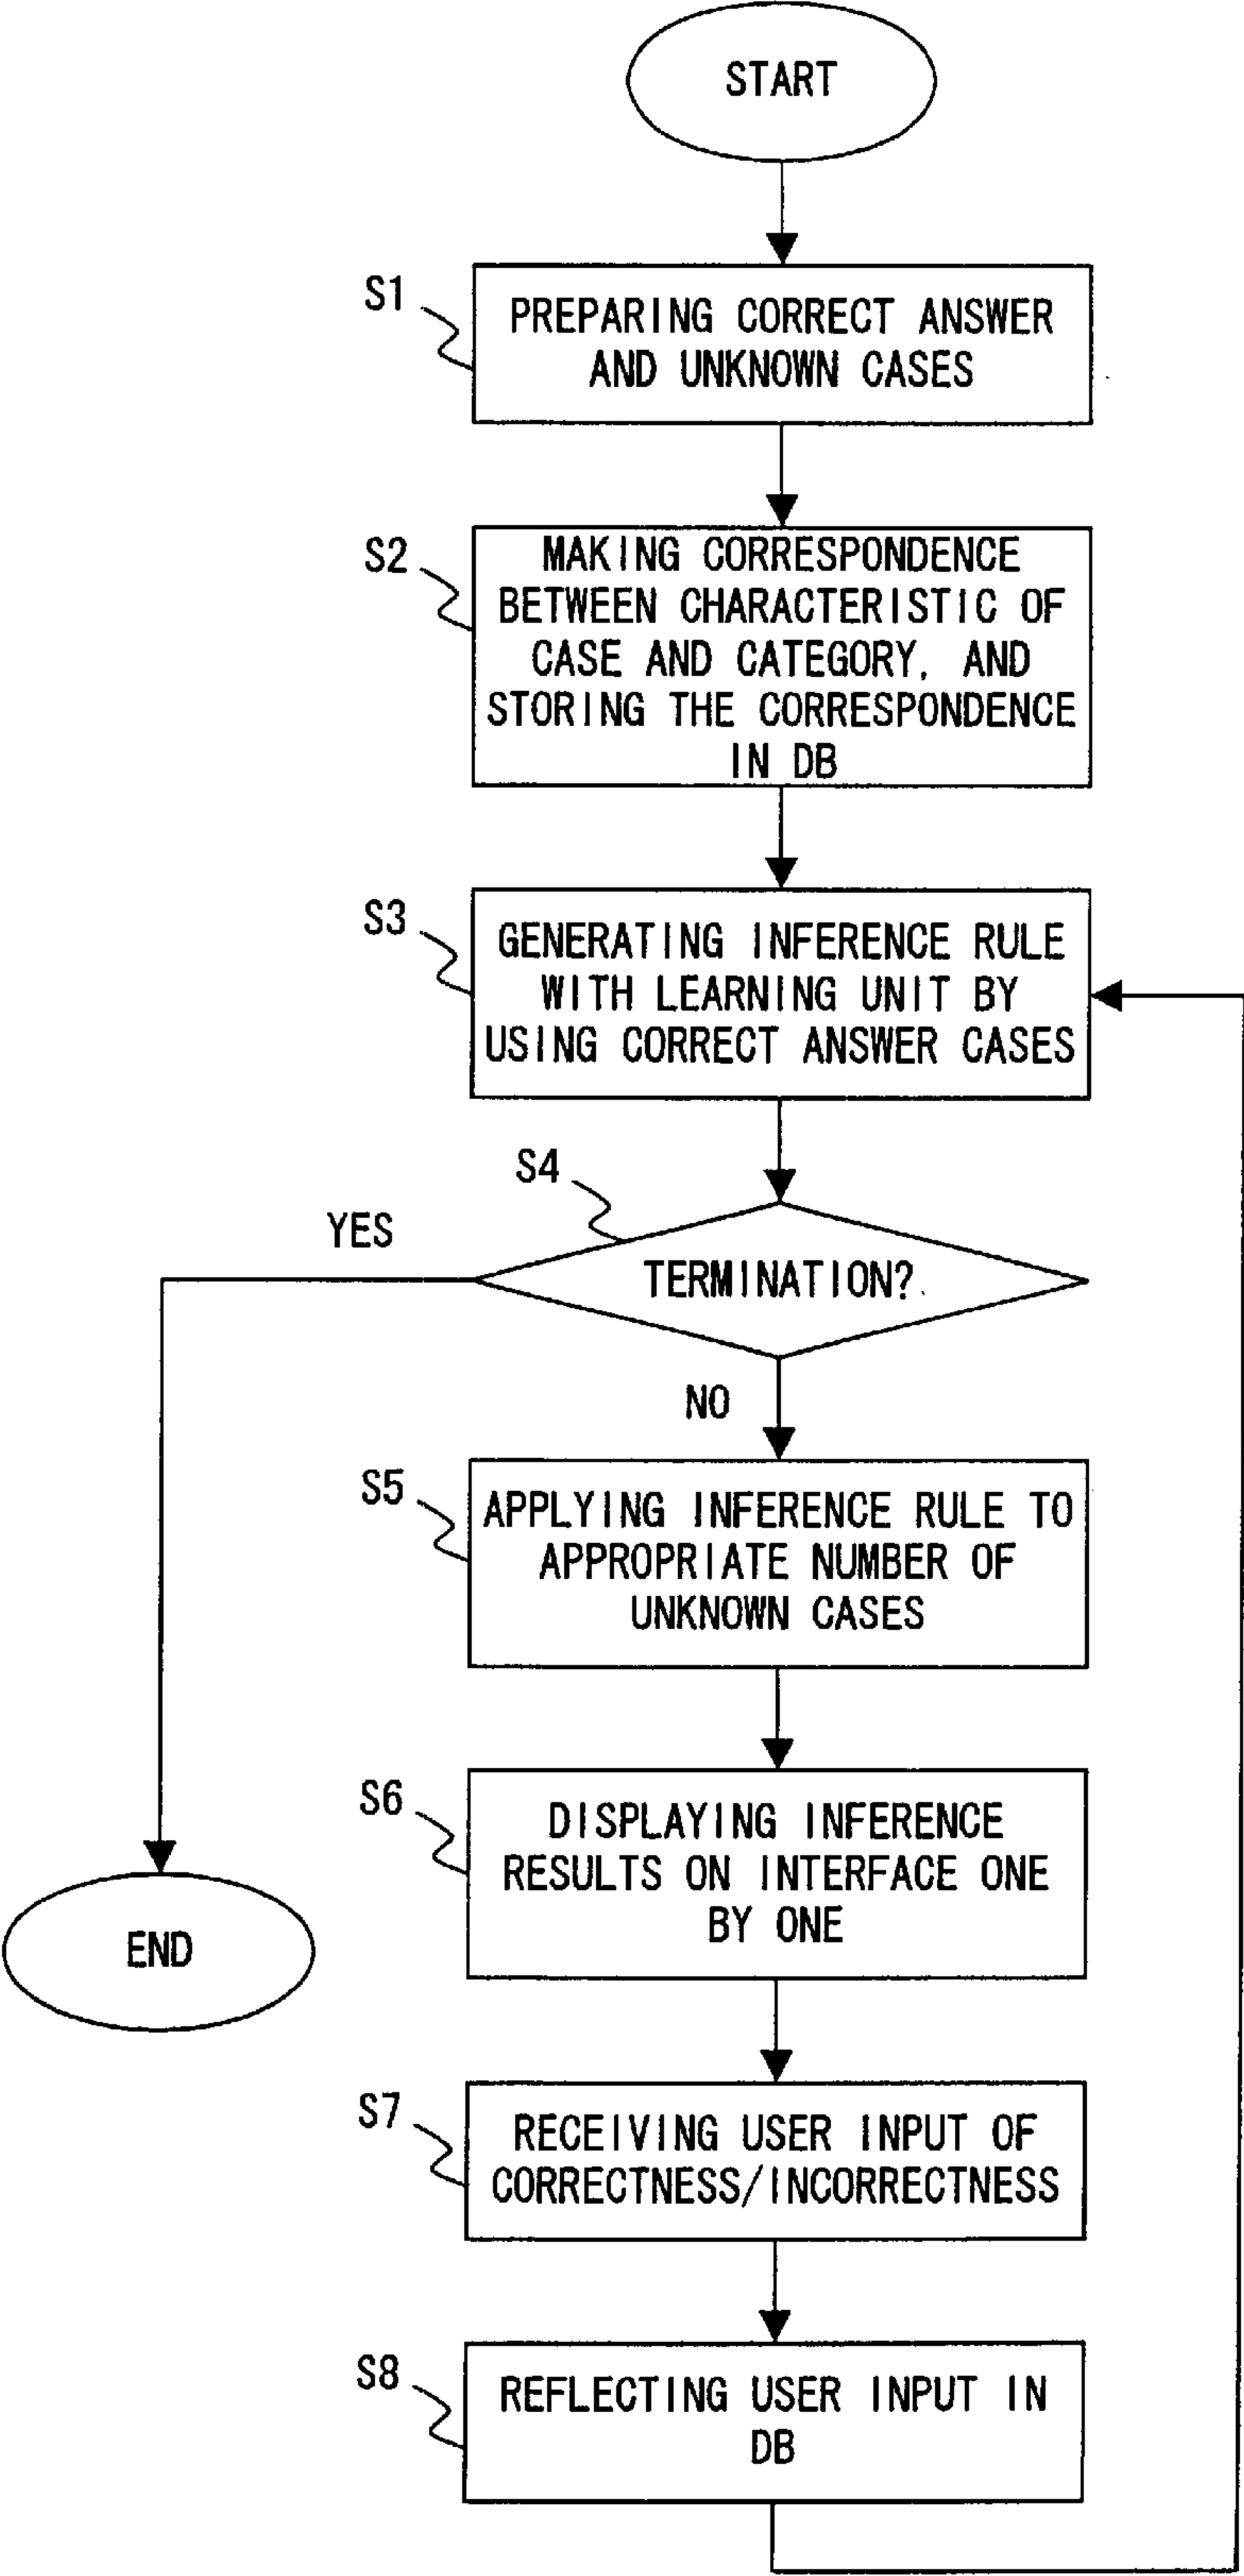 START
S1
PREPARING CORRECT ANSWER
AND UNKNOWN CASES
S2
MAKING CORRESPONDENCE
BETWEEN CHARACTERISTIC OF
CASE AND CATEGORY, AND
STORING THE CORRESPONDENCE
IN DB
S3
GENERATING INFERENCE RULE
WITH LEARNING UNIT BY
USING CORRECT ANSWER CASES
S4
YES
TERMINATION?
NO
S5
APPLYING INFERENCE RULE TO
APPROPRIATE NUMBER OF
UNKNOWN CASES
S6
DISPLAYING INFERENCE
RESULTS ON INTERFACE ONE
BY ONE
END
S7
RECEIVING USER INPUT OF
CORRECTNESS/INCORRECTNESS
S8
REFLECTING USER INPUT IN
DB